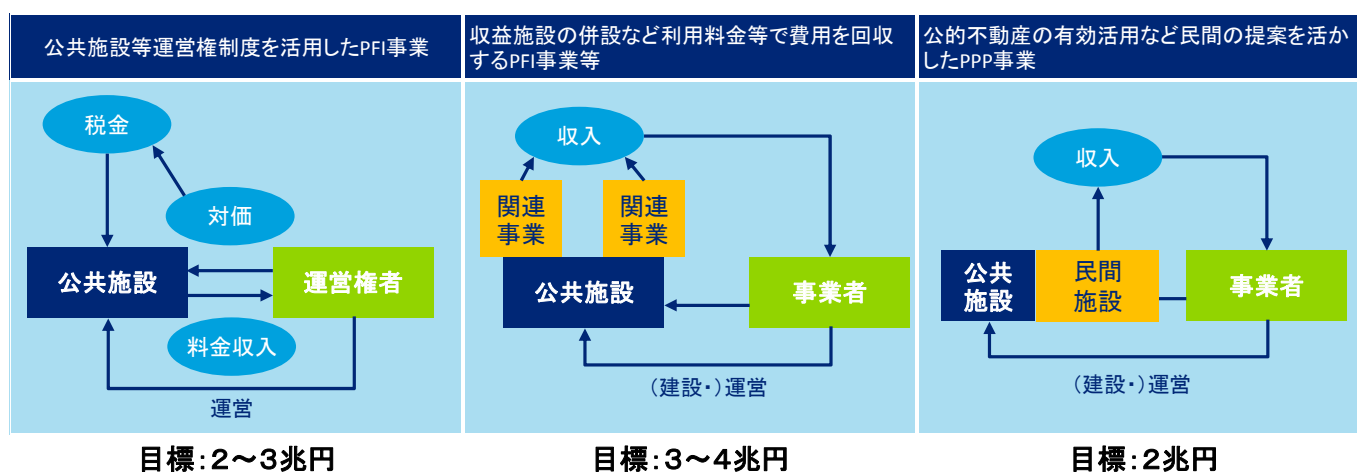 公共施設等運営権制度を活用したPFI事業
税金
対価
公共施設
運営権者
料金収入
運営
目標:2～3兆円
収益施設の併設など利用料金等で費用を回収
するPFI事業等
収入
関連
事業
関連
事業
公共施設
事業者
(建設・)運営
目標:3～4兆円
公的不動産の有効活用など民間の提案を活か
したPPP事業
収入
公共
施設
民間
施設
事業者
(建設・)運営
目標:2兆円